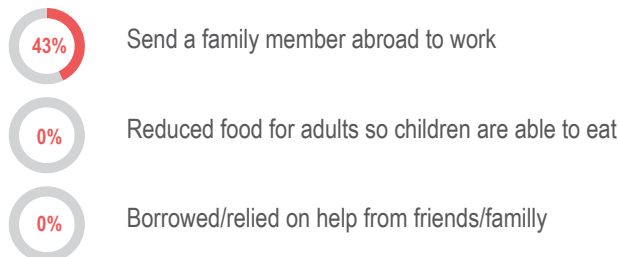 43% Send a family member abroad to work
0% Reduced food for adults so children are able to eat
0% Borrowed/relied on help from friends/familly